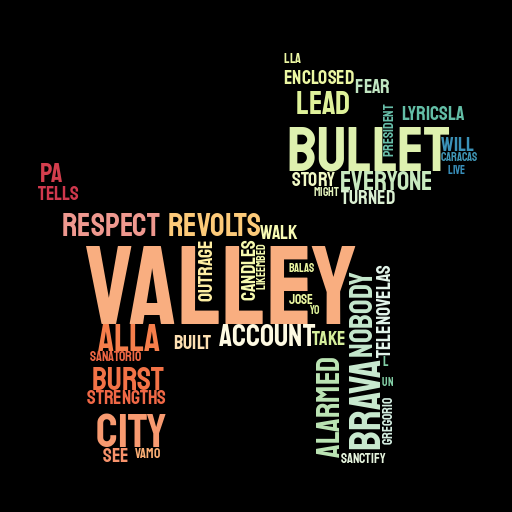 LLA
ENCLOSED
FEAR
LEAD
PRESIDENT
LYRICSLA
BULLET
WILL
CARACAS
LIVE
PA
TELLS
STORY
EVERYONE
MIGHT
TURNED
RESPECT
REVOLTS
WALK
OUTRAGE
CANDLES
LIKEEMBED
VALLEY
BALAS
JOSE
YO
NOBODY
TELENOVELAS
ALLA
SANATORIO
BUILT
ACCOUNT
TAKE
L
UN
BURST
STRENGTHS
ALARMED
BRAVA
GREGORIO
CITY
SEE
VAMO
SANCTIFY